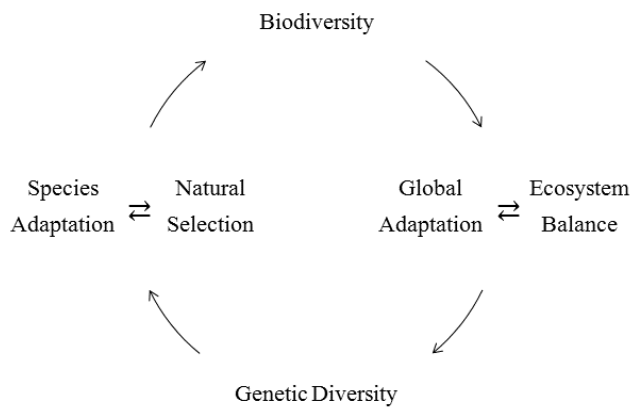 Biodiversity
Species
Adaptation
⇄
Natural
Selection
Global
Adaptation
⇄
Ecosystem
Balance
Genetic Diversity